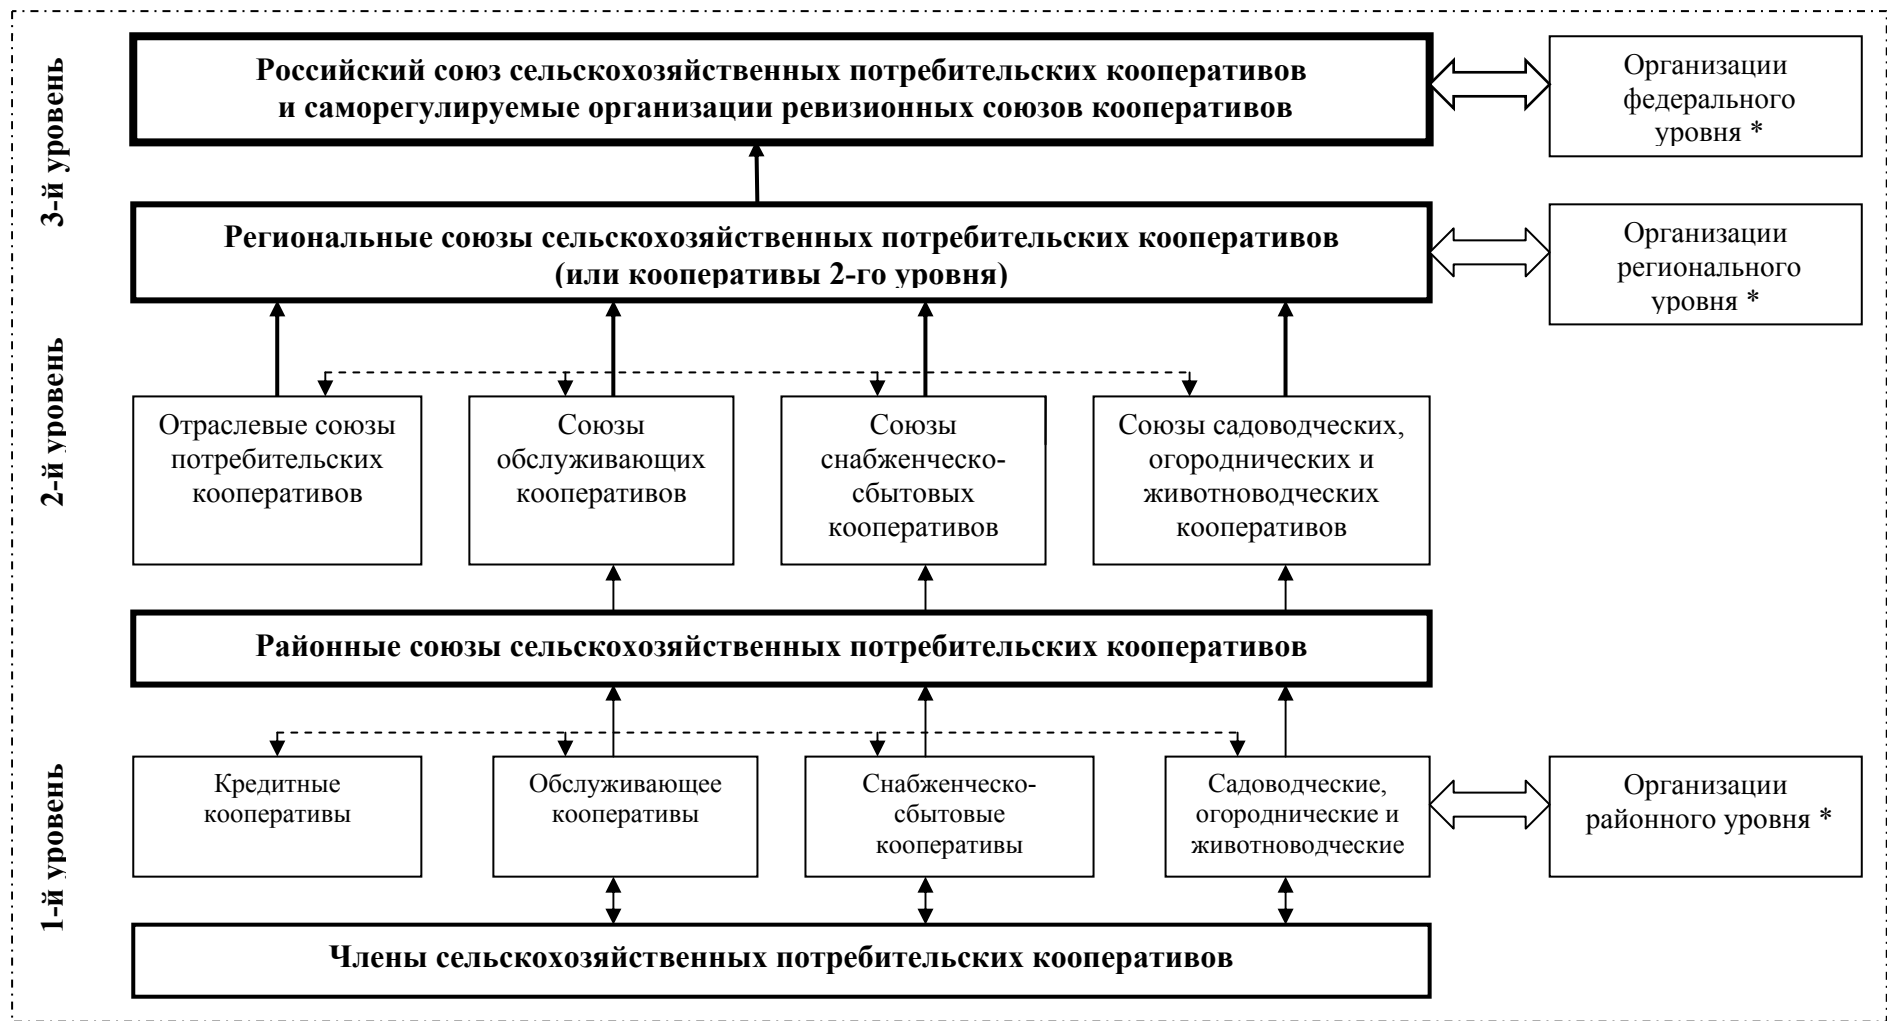 3-й уровень
Российский союз сельскохозяйственных потребительских кооперативов
и саморегулируемые организации ревизионных союзов кооперативов
Организации
федерального
уровня *
Региональные союзы сельскохозяйственных потребительских кооперативов
(или кооперативы 2-го уровня)
Организации
регионального
уровня *
2-й уровень
Отраслевые союзы
потребительских
кооперативов
Союзы
обслуживающих
кооперативов
Союзы
снабженческо-
сбытовых
кооперативов
Союзы садоводческих,
огороднических и
животноводческих
кооперативов
Районные союзы сельскохозяйственных потребительских кооперативов
1-й уровень
Кредитные
кооперативы
Обслуживающее
кооперативы
Снабженческо-
сбытовые
кооперативы
Садоводческие,
огороднические и
животноводческие
Организации
районного уровня *
Члены сельскохозяйственных потребительских кооперативов